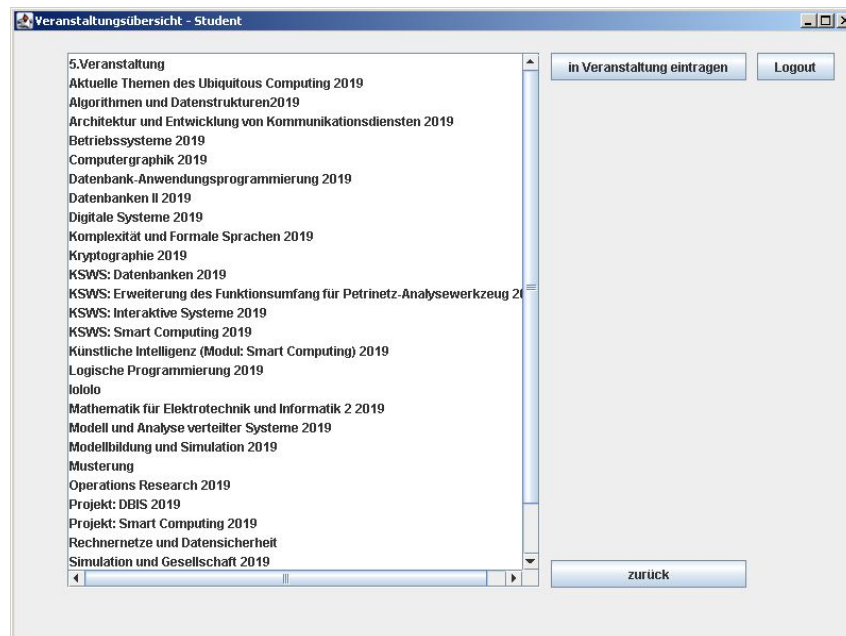 Veranstaltungsübersicht - Student
5.Veranstaltung
Aktuelle Themen des Ubiquitous Computing 2019
Algorithmen und Datenstrukturen2019
Architektur und Entwicklung von Kommunikationsdiensten 2019
Betriebssysteme 2019
Computergraphik 2019
Datenbank-Anwendungsprogrammierung 2019
Datenbanken II 2019
Digitale Systeme 2019
Komplexität und Formale Sprachen 2019
Kryptographie 2019
KSWS: Datenbanken 2019
KSWS: Erweiterung des Funktionsumfang für Petrinetz-Analysewerkzeug
KSWS: Interaktive Systeme 2019
KSWS: Smart Computing 2019
Künstliche Intelligenz (Modul: Smart Computing) 2019
Logische Programmierung 2019
lololo
Mathematik für Elektrotechnik und Informatik 2 2019
Modell und Analyse verteilter Systeme 2019
Modellbildung und Simulation 2019
Musterung
Operations Research 2019
Projekt: DBIS 2019
Projekt: Smart Computing 2019
Rechnernetze und Datensicherheit
Simulation und Gesellschaft 2019
in Veranstaltung eintragen
Logout
zurück